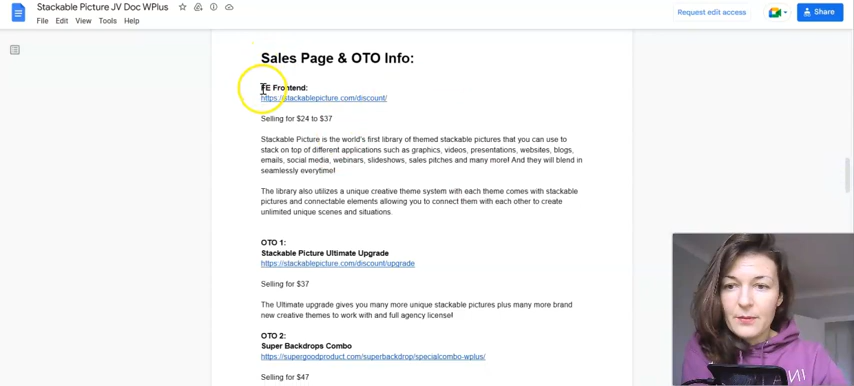 Stackable Picture JV Doc WPlus
File Edit View Tools Help
Request edit access
Share
Sales Page & OTO Info:
FE Frontend:
https://stackablepicture.com/discount/
Selling for $24 to $37
Stackable Picture is the world's first library of themed stackable pictures that you can use to
stack on top of different applications such as graphics, videos, presentations, websites, blogs,
emails, social media, webinars, slideshows, sales pitches and many more! And they will blend in
seamlessly everytime!
The library also utilizes a unique creative theme system with each theme comes with stackable
pictures and connectable elements allowing you to connect them with each other to create
unlimited unique scenes and situations.
OTO 1:
Stackable Picture Ultimate Upgrade
https://stackablepicture.com/discount/upgrade
Selling for $37
The Ultimate upgrade gives you many more unique stackable pictures plus many more brand
new creative themes to work with and full agency license!
OTO 2:
Super Backdrops Combo
https://supergoodproduct.com/superbackdrop/specialcombo-wplus/
Selling for $47